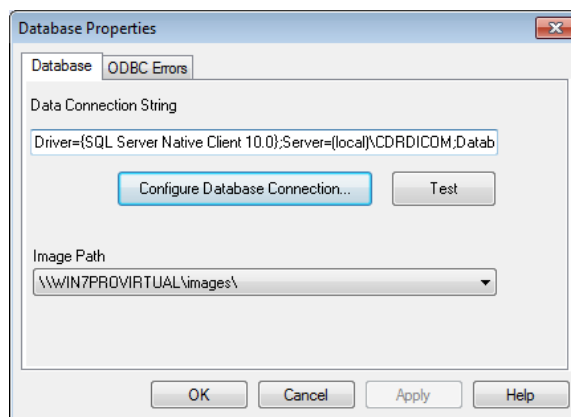 Database Properties
Database ODBC Errors
Data Connection String
Driver={SQL Server Native Client 10.0};Server=(local)\CDRDICOM;Datab
Configure Database Connection... Test
Image Path
\\WIN7PROVIRTUAL\images\
OK Cancel Apply Help